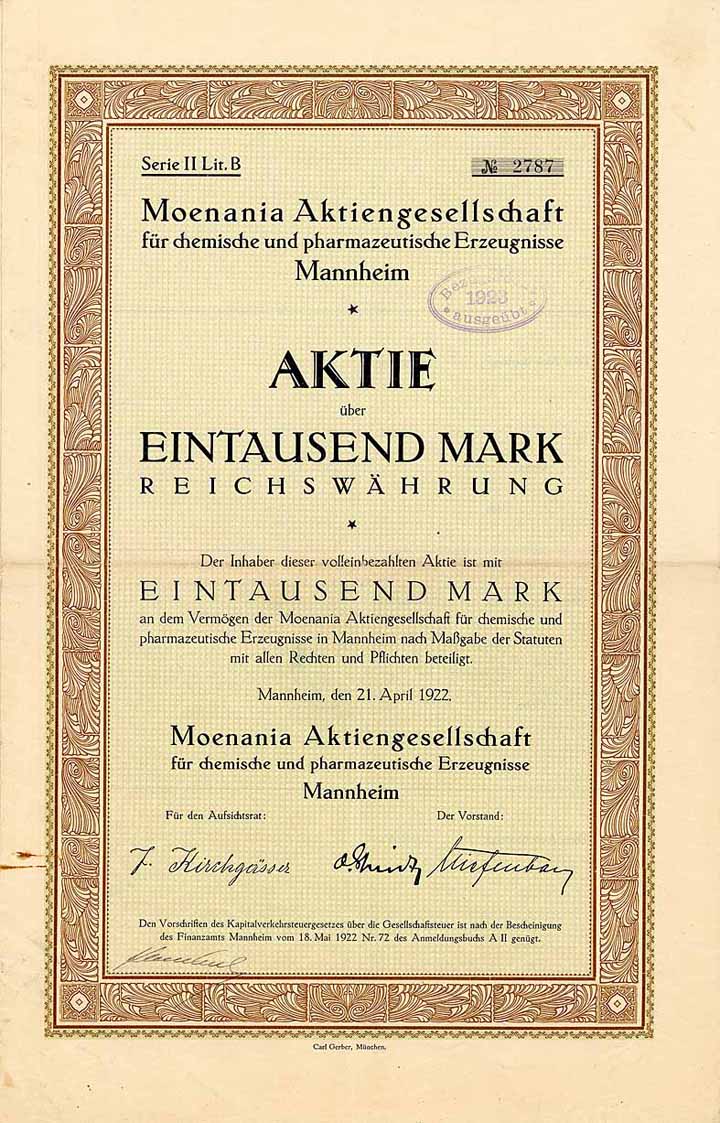 Serie II Lit. B
№ 2787
Moenania Aktiengesellschaft
für chemische und pharmazeutische Erzeugnisse
Mannheim
1923
ausgeübt
AKTIE
über
EINTAUSEND MARK
REICHSWÄHRUNG
Der Inhaber dieser volleinbezahlten Aktie ist mit
EINTAUSEND MARK
an dem Vermögen der Moenania Aktiengesellschaft für chemische und
pharmazeutische Erzeugnisse in Mannheim nach Maßgabe der Statuten
mit allen Rechten und Pflichten beteiligt.
Mannheim, den 21. April 1922.
Moenania Aktiengesellschaft
für chemische und pharmazeutische Erzeugnisse
Mannheim
Für den Aufsichtsrat:
Der Vorstand:
J. Kirchgässer
Den Vorschriften des Kapitalverkehrsteuergesetzes über die Gesellschaftsteuer ist nach der Bescheinigung
des Finanzamts Mannheim vom 18. Mai 1922 Nr. 72 des Anmeldungsbuchs A II genügt.
Carl Gerber, München.